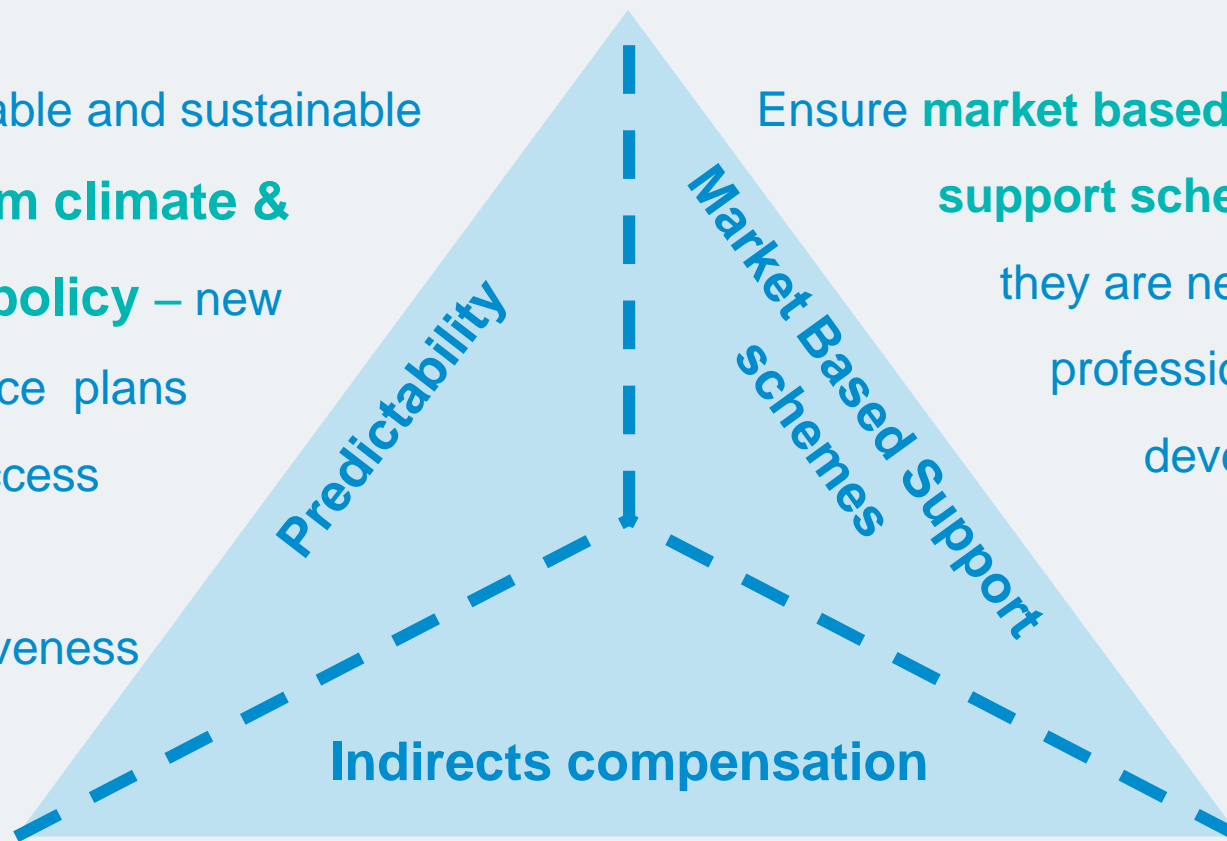 able and sustainable
m climate &
policy – new
ce plans
ccess
veness
Predictability
Market Based Support
schemes
Indirects compensation
Ensure market based
support sche
they are ne
professio
deve